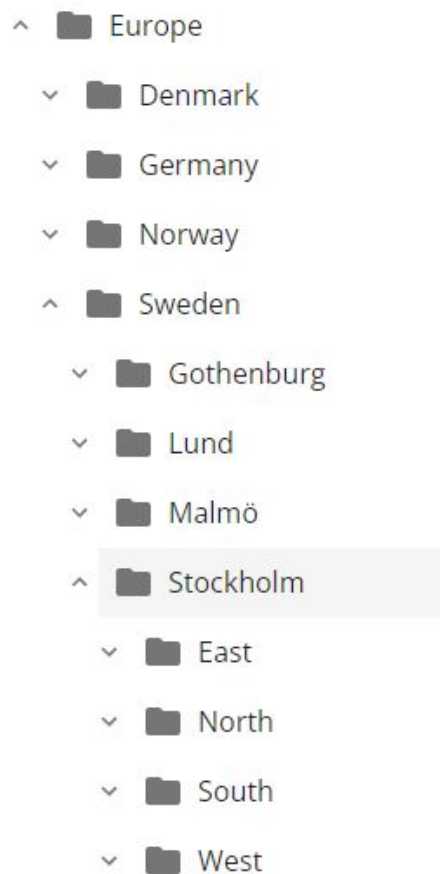 Europe
Denmark
Germany
Norway
Sweden
Gothenburg
Lund
Malmö
Stockholm
East
North
South
West